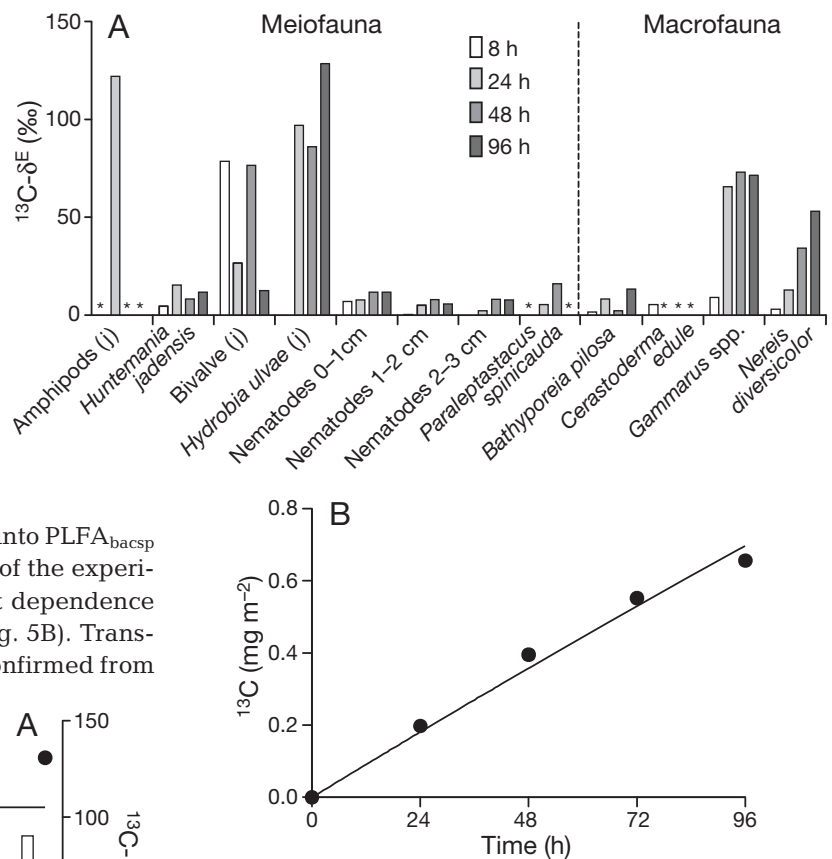 A
Meiofauna
Macrofauna
150
100
50
0
¹³C-δᴱ (‰)
8 h
24 h
48 h
96 h
* * * * * * * *
Amphipods (j)
Huntemania
jadensis
Bivalve (j)
Hydrobia ulvae (j)
Nematodes 0–1cm
Nematodes 1–2 cm
Nematodes 2–3 cm
Paraleptastacus
spinicauda
Bathyporeia pilosa
Cerastoderma
edule
Gammarus spp.
Nereis
diversicolor
into PLFA_bacsp
of the experi-
t dependence
g. 5B). Trans-
onfirmed from
A
150
100
¹³C-
B
0.8
0.6
0.4
0.2
0.0
¹³C (mg m⁻²)
0 24 48 72 96
Time (h)